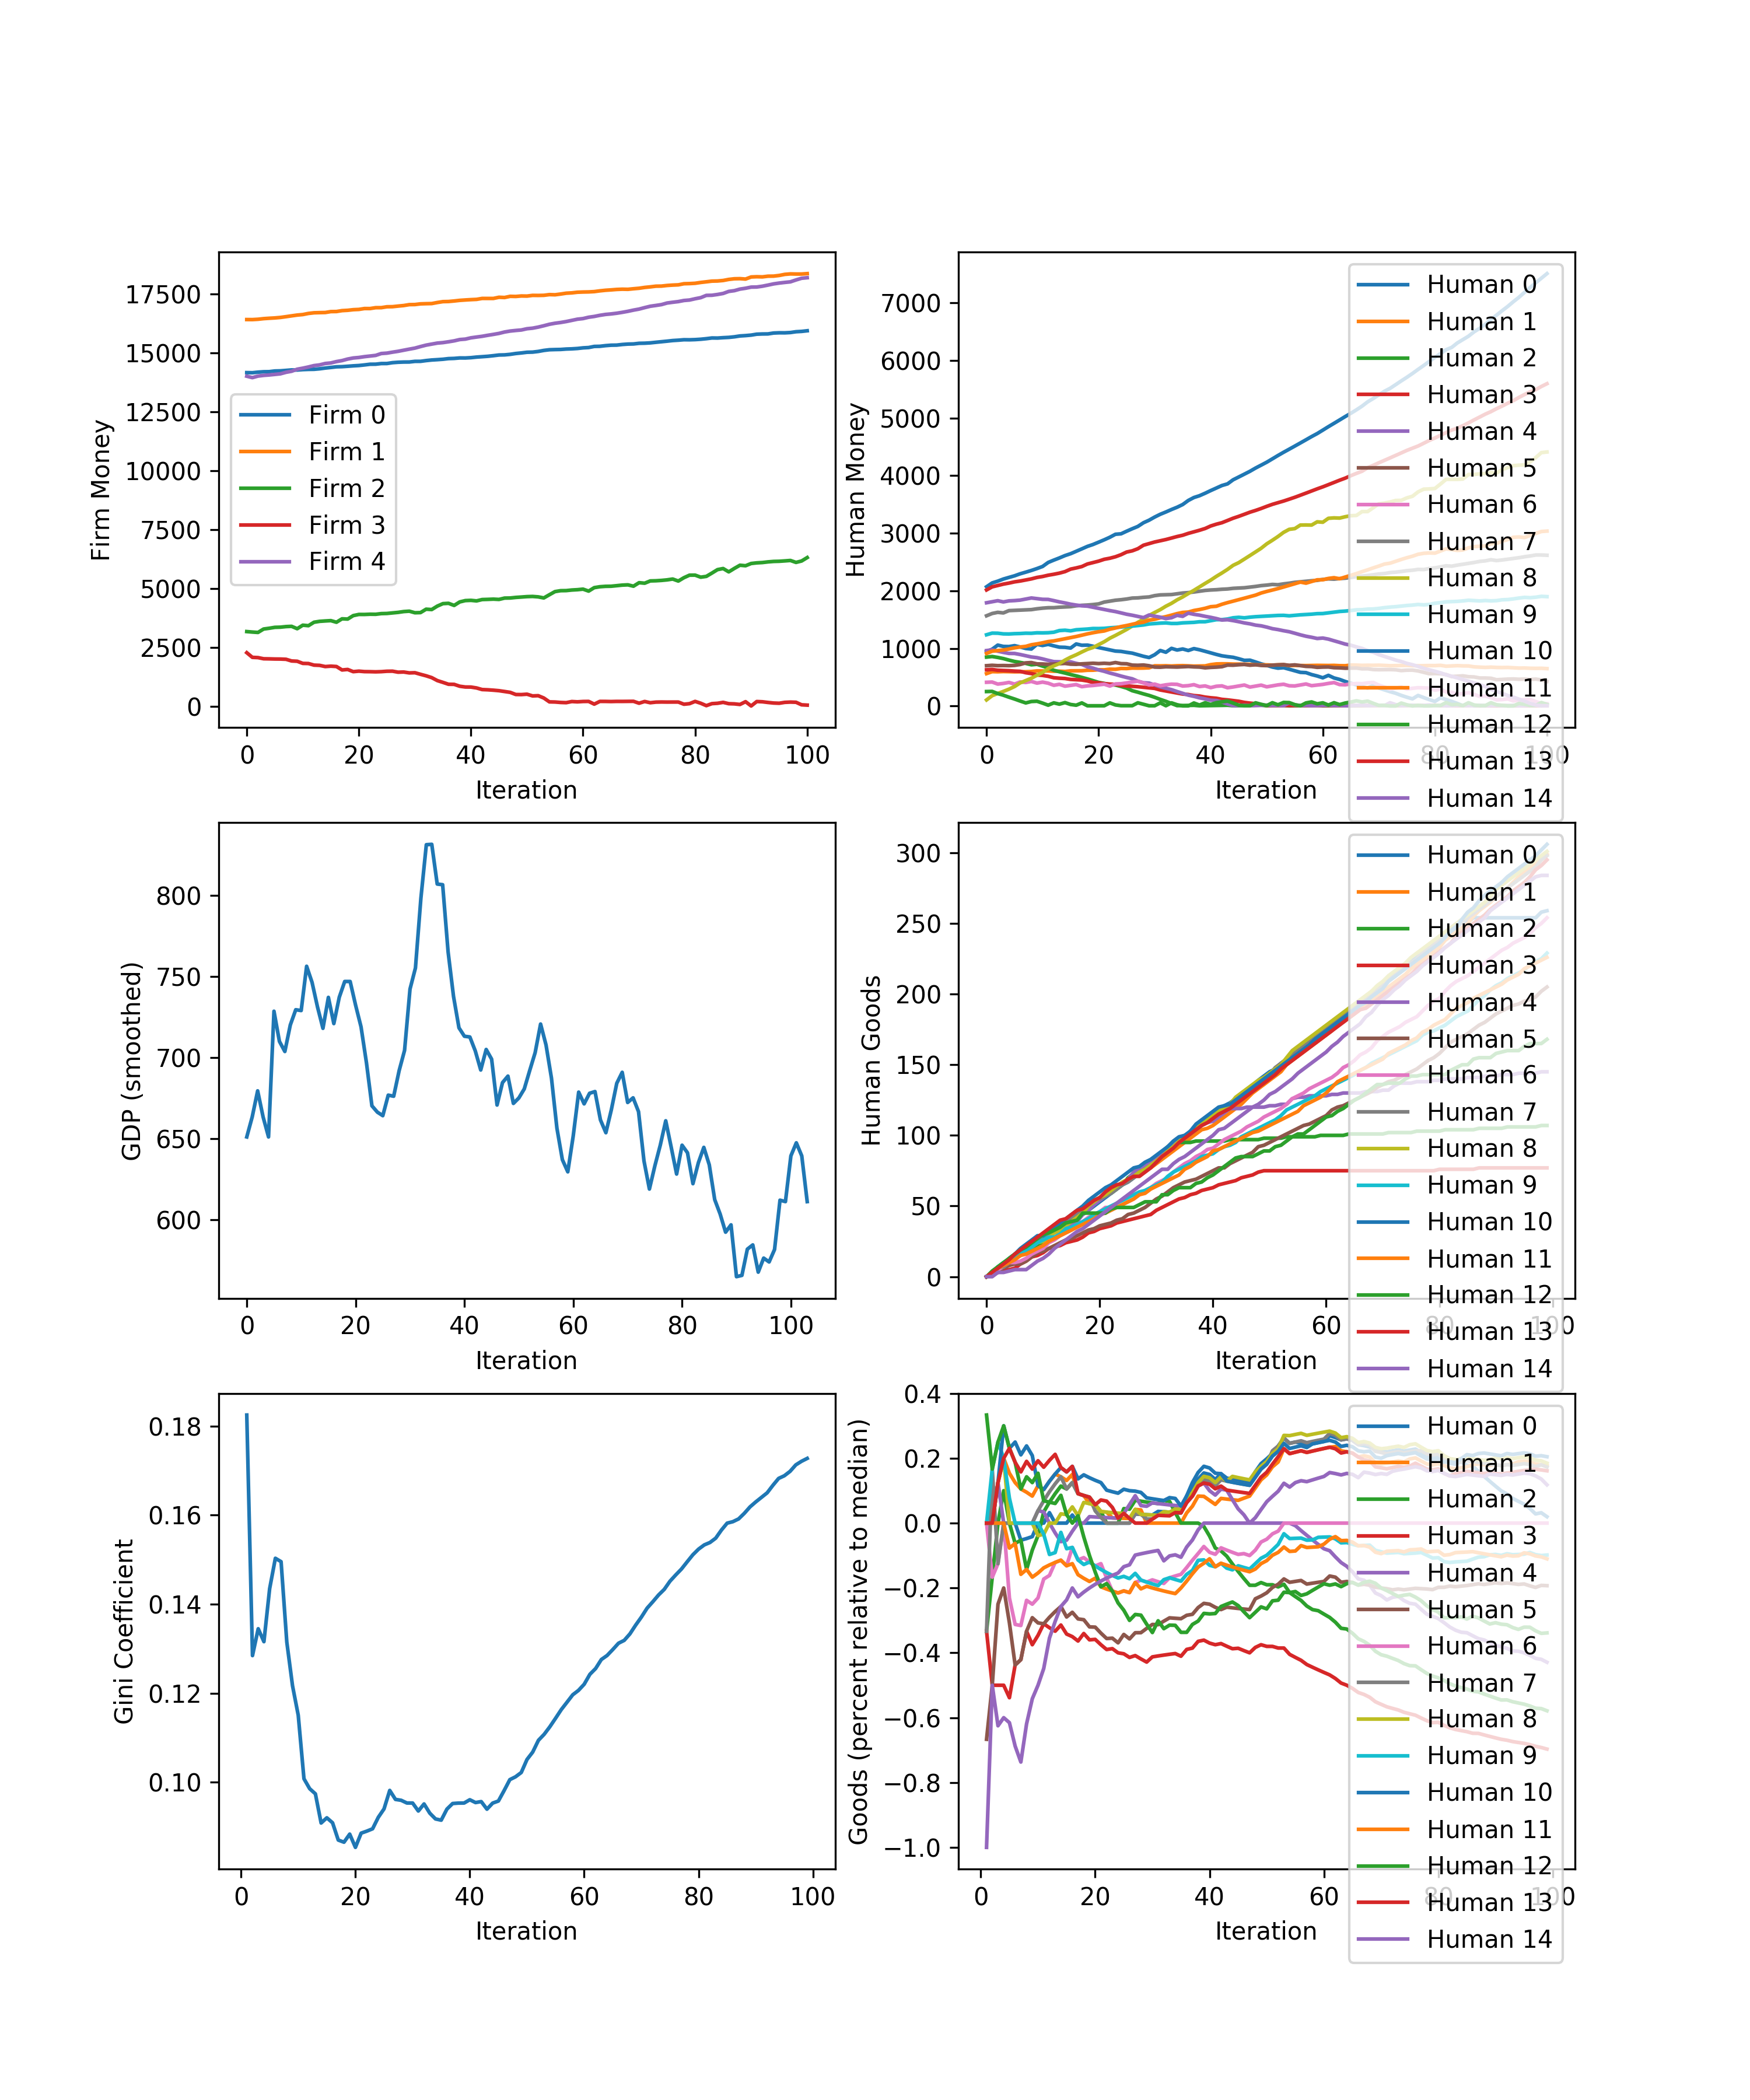 17500
15000
12500
10000
7500
5000
2500
0
Firm Money
Firm 0
Firm 1
Firm 2
Firm 3
Firm 4
0 20 40 60 80 100
Iteration
7000
6000
5000
4000
3000
2000
1000
0
Human Money
Human 0
Human 1
Human 2
Human 3
Human 4
Human 5
Human 6
Human 7
Human 8
Human 9
Human 10
Human 11
Human 12
Human 13
Human 14
0 20 40 60 80 100
Iteration
800
750
700
650
600
GDP (smoothed)
0 20 40 60 80 100
Iteration
300
250
200
150
100
50
0
Human Goods
Human 0
Human 1
Human 2
Human 3
Human 4
Human 5
Human 6
Human 7
Human 8
Human 9
Human 10
Human 11
Human 12
Human 13
Human 14
0 20 40 60 80 100
Iteration
0.18
0.16
0.14
0.12
0.10
Gini Coefficient
0 20 40 60 80 100
Iteration
0.4
0.2
0.0
−0.2
−0.4
−0.6
−0.8
−1.0
Goods (percent relative to median)
Human 0
Human 1
Human 2
Human 3
Human 4
Human 5
Human 6
Human 7
Human 8
Human 9
Human 10
Human 11
Human 12
Human 13
Human 14
0 20 40 60 80 100
Iteration